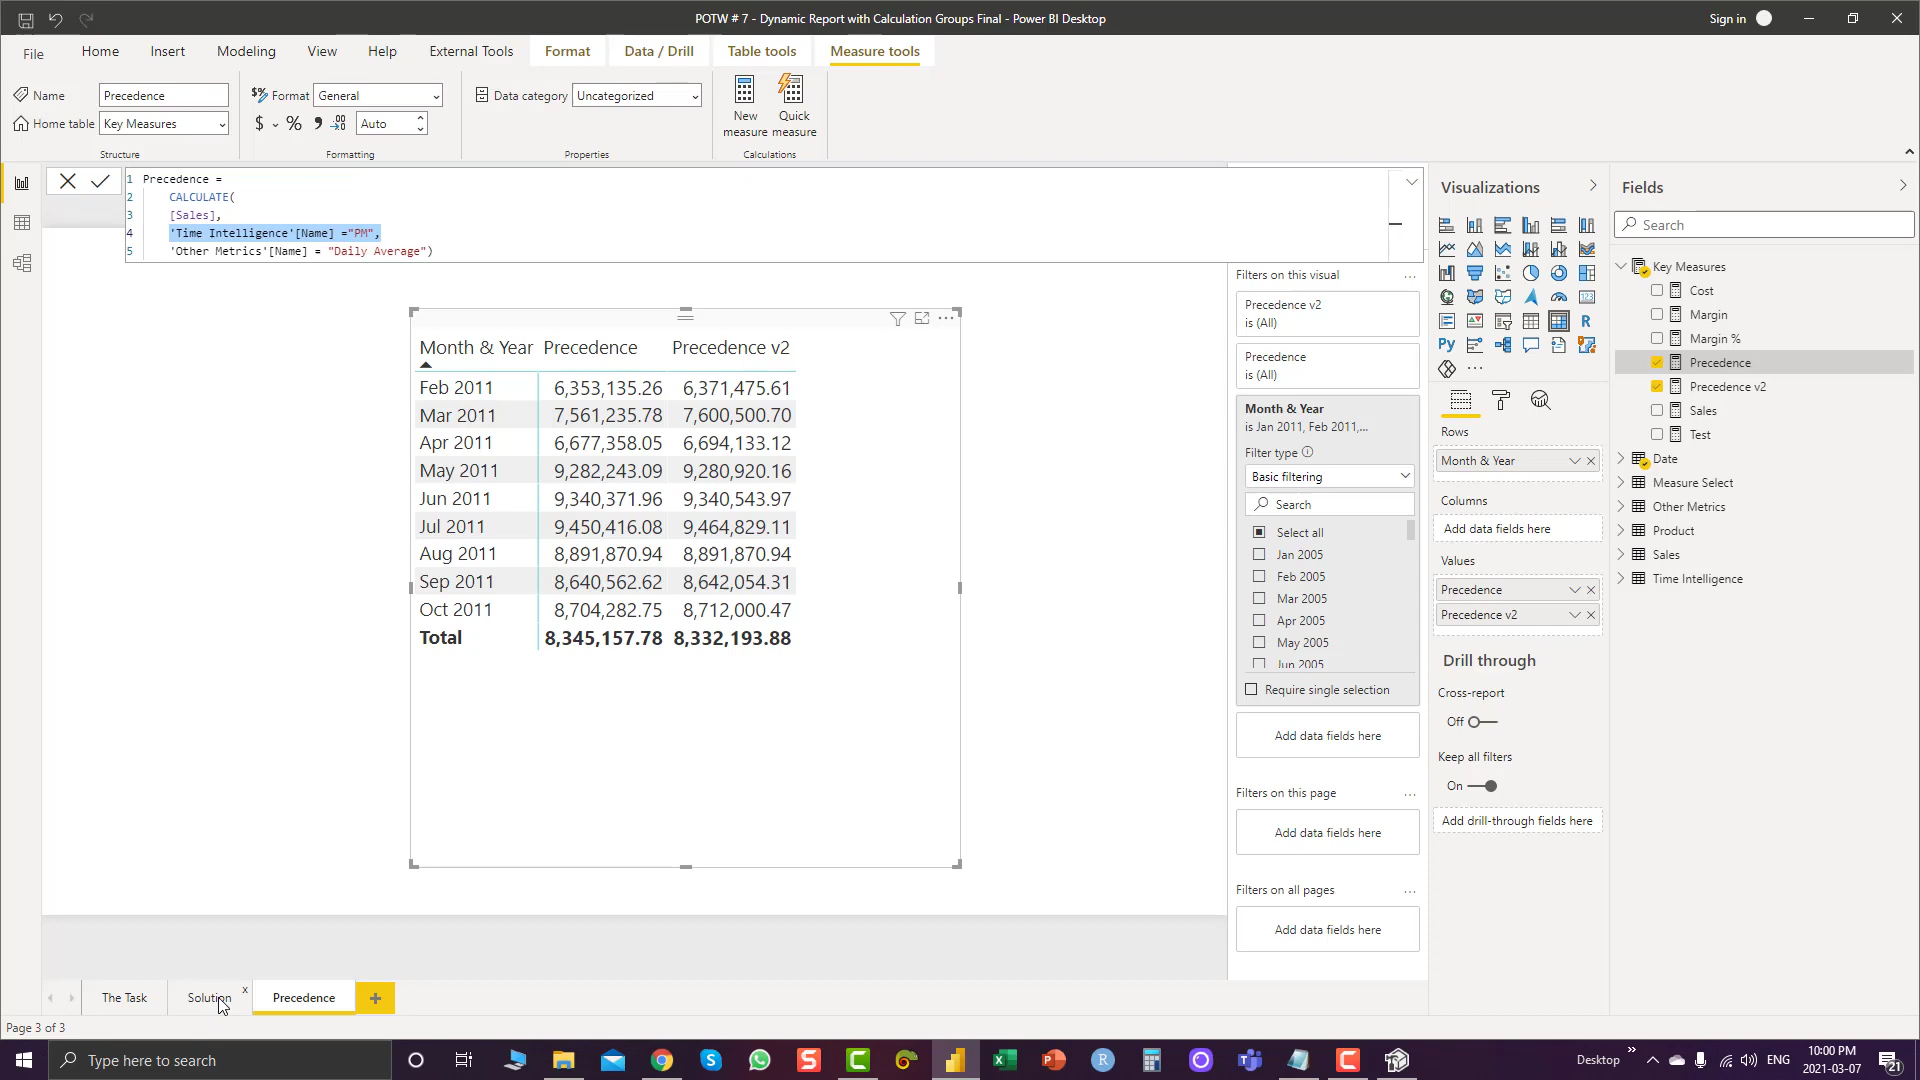 POTW # 7 - Dynamic Report with Calculation Groups Final - Power BI Desktop
Sign in
File
Home
Insert
Modeling
View
Help
External Tools
Format
Data / Drill
Table tools
Measure tools
Name
Precedence
Home table
Key Measures
Structure
$% Format
General
$ % Auto
Formatting
Data category
Uncategorized
Properties
New measure
Quick measure
Calculations
1 Precedence =
2 CALCULATE(
3 [Sales],
4 'Time Intelligence'[Name] ="PM",
5 'Other Metrics'[Name] = "Daily Average")
Month & Year Precedence Precedence v2
Feb 2011 6,353,135.26 6,371,475.61
Mar 2011 7,561,235.78 7,600,500.70
Apr 2011 6,677,358.05 6,694,133.12
May 2011 9,282,243.09 9,280,920.16
Jun 2011 9,340,371.96 9,340,543.97
Jul 2011 9,450,416.08 9,464,829.11
Aug 2011 8,891,870.94 8,891,870.94
Sep 2011 8,640,562.62 8,642,054.31
Oct 2011 8,704,282.75 8,712,000.47
Total 8,345,157.78 8,332,193.88
Filters on this visual
Precedence v2
is (All)
Precedence
is (All)
Month & Year
is Jan 2011, Feb 2011,...
Filter type
Basic filtering
Search
Select all
Jan 2005
Feb 2005
Mar 2005
Apr 2005
May 2005
Jun 2005
Require single selection
Add data fields here
Filters on this page
Add data fields here
Filters on all pages
Add data fields here
Visualizations
R
Py
Rows
Month & Year
Columns
Add data fields here
Values
Precedence
Precedence v2
Drill through
Cross-report
Off
Keep all filters
On
Add drill-through fields here
Fields
Search
Key Measures
Cost
Margin
Margin %
Precedence
Precedence v2
Sales
Test
Date
Measure Select
Other Metrics
Product
Sales
Time Intelligence
The Task
Solution
x
Precedence
+
Page 3 of 3
Type here to search
Desktop
ENG
10:00 PM
2021-03-07
21